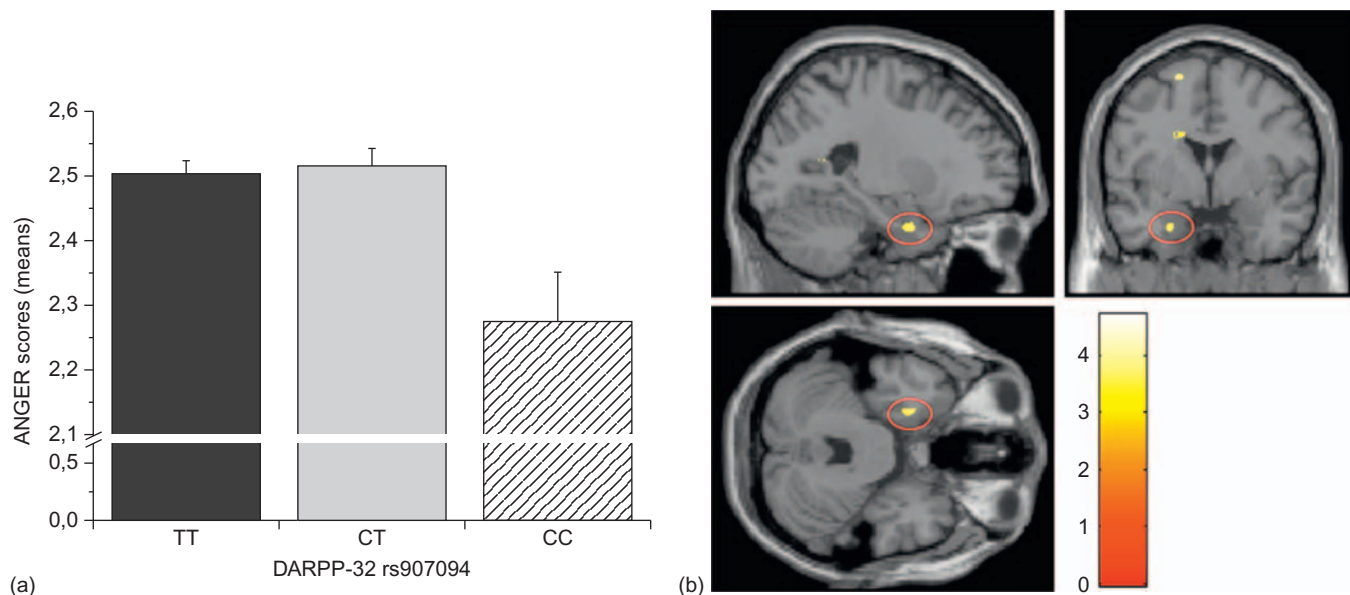 2,6
2,5
2,4
2,3
2,2
2,1
0,5
0,0
ANGER scores (means)
TT CT CC
DARPP-32 rs907094
(a)
(b)
4
3
2
1
0